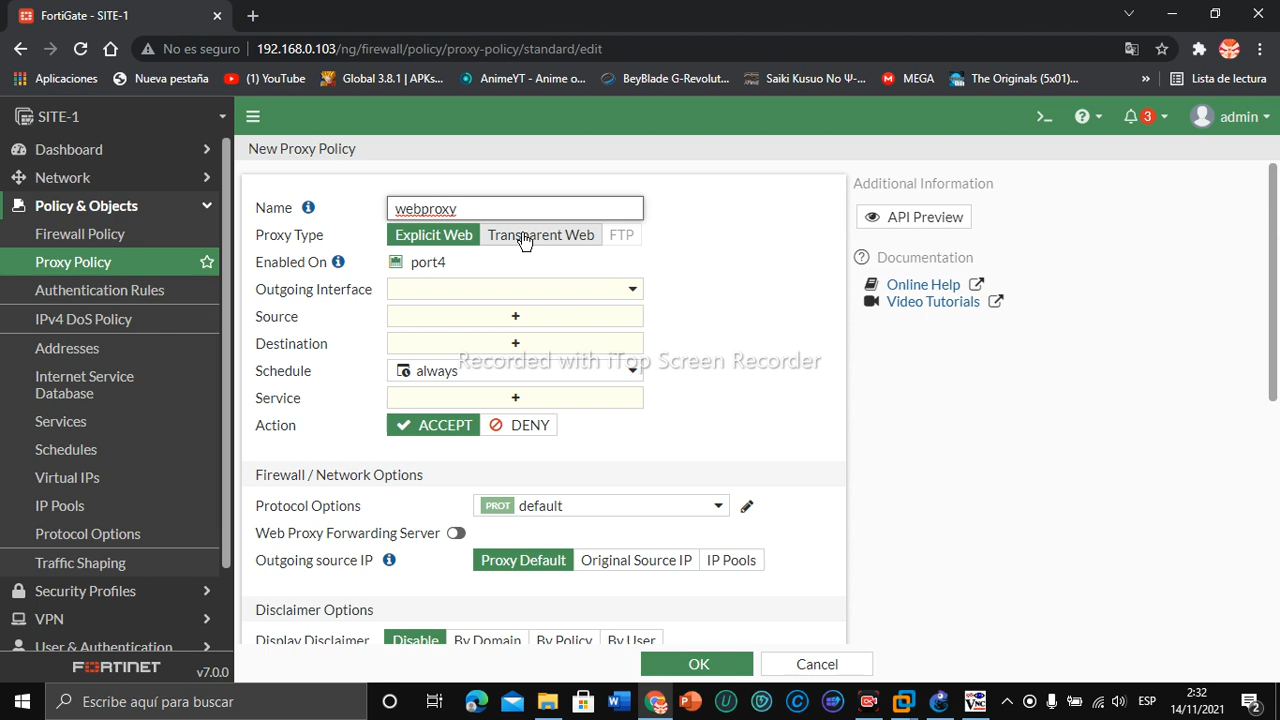 FortiGate - SITE-1
No es seguro 192.168.0.103/ng/firewall/policy/proxy-policy/standard/edit
Aplicaciones Nueva pestaña (1) YouTube Global 3.8.1 | APKs... AnimeYT - Anime o... BeyBlade G-Revolut... Saiki Kusuo No Ψ-... MEGA The Originals (5x01)... » Lista de lectura
SITE-1
3 admin
Dashboard
Network
Policy & Objects
Firewall Policy
Proxy Policy
Authentication Rules
IPv4 DoS Policy
Addresses
Internet Service
Database
Services
Schedules
Virtual IPs
IP Pools
Protocol Options
Traffic Shaping
Security Profiles
VPN
User & Authentication
FORTINET v7.0.0
New Proxy Policy
Name webproxy
Proxy Type Explicit Web Transparent Web FTP
Enabled On port4
Outgoing Interface
Source +
Destination +
Schedule always
Service +
Action ACCEPT DENY
Firewall / Network Options
Protocol Options PROT default
Web Proxy Forwarding Server
Outgoing source IP Proxy Default Original Source IP IP Pools
Disclaimer Options
Display Disclaimer Disable By Domain By Policy By User
OK Cancel
Additional Information
API Preview
Documentation
Online Help
Video Tutorials
Recorded with iTop Screen Recorder
Escribe aquí para buscar
ESP 2:32
14/11/2021 2